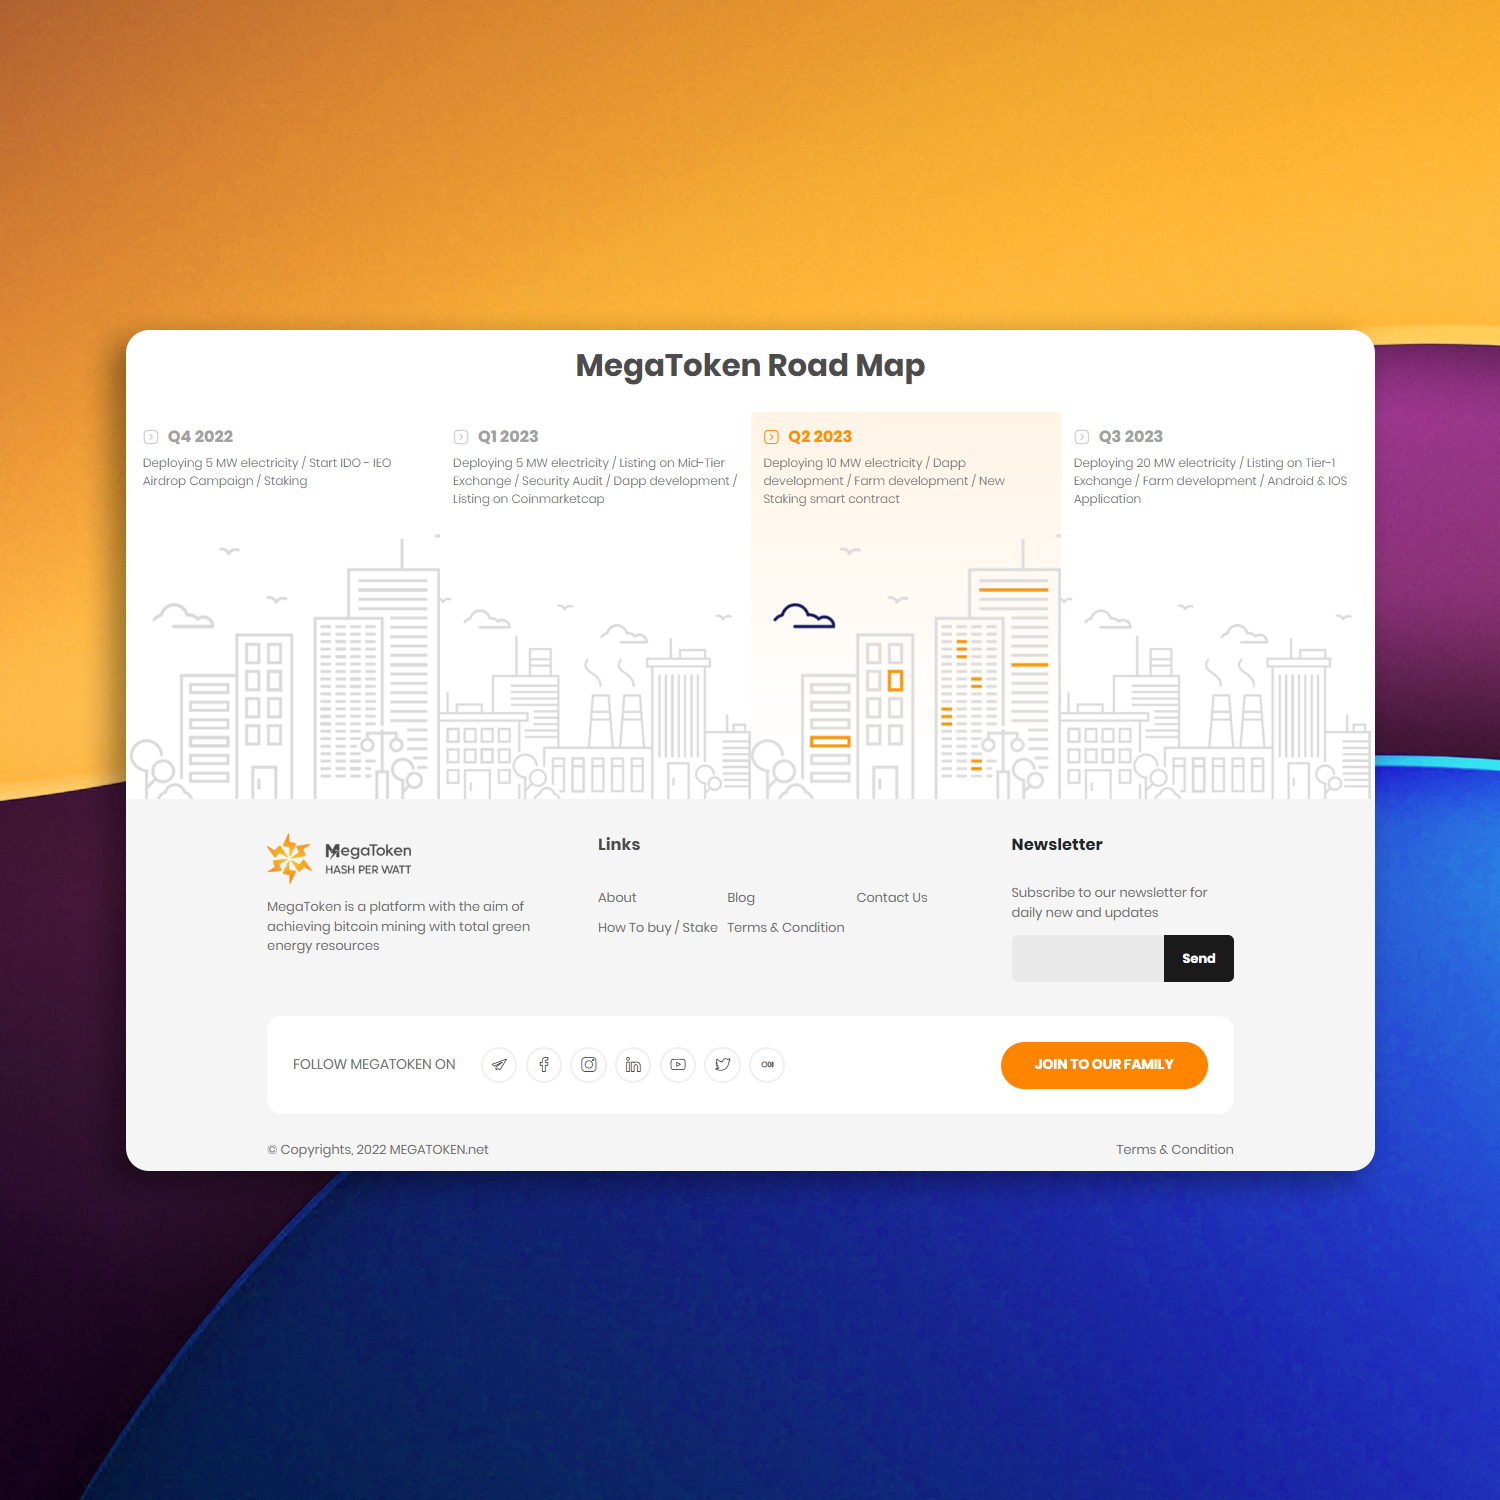 MegaToken Road Map
Q4 2022
Deploying 5 MW electricity / Start IDO - IEO
Airdrop Campaign / Staking
Q1 2023
Deploying 5 MW electricity / Listing on Mid-Tier
Exchange / Security Audit / Dapp development /
Listing on Coinmarketcap
Q2 2023
Deploying 10 MW electricity / Dapp
development / Farm development / New
Staking smart contract
Q3 2023
Deploying 20 MW electricity / Listing on Tier-1
Exchange / Farm development / Android & IOS
Application
MegaToken
HASH PER WATT
MegaToken is a platform with the aim of
achieving bitcoin mining with total green
energy resources
Links
About
Blog
Contact Us
How To buy / Stake
Terms & Condition
Newsletter
Subscribe to our newsletter for
daily new and updates
Send
FOLLOW MEGATOKEN ON
JOIN TO OUR FAMILY
© Copyrights, 2022 MEGATOKEN.net
Terms & Condition